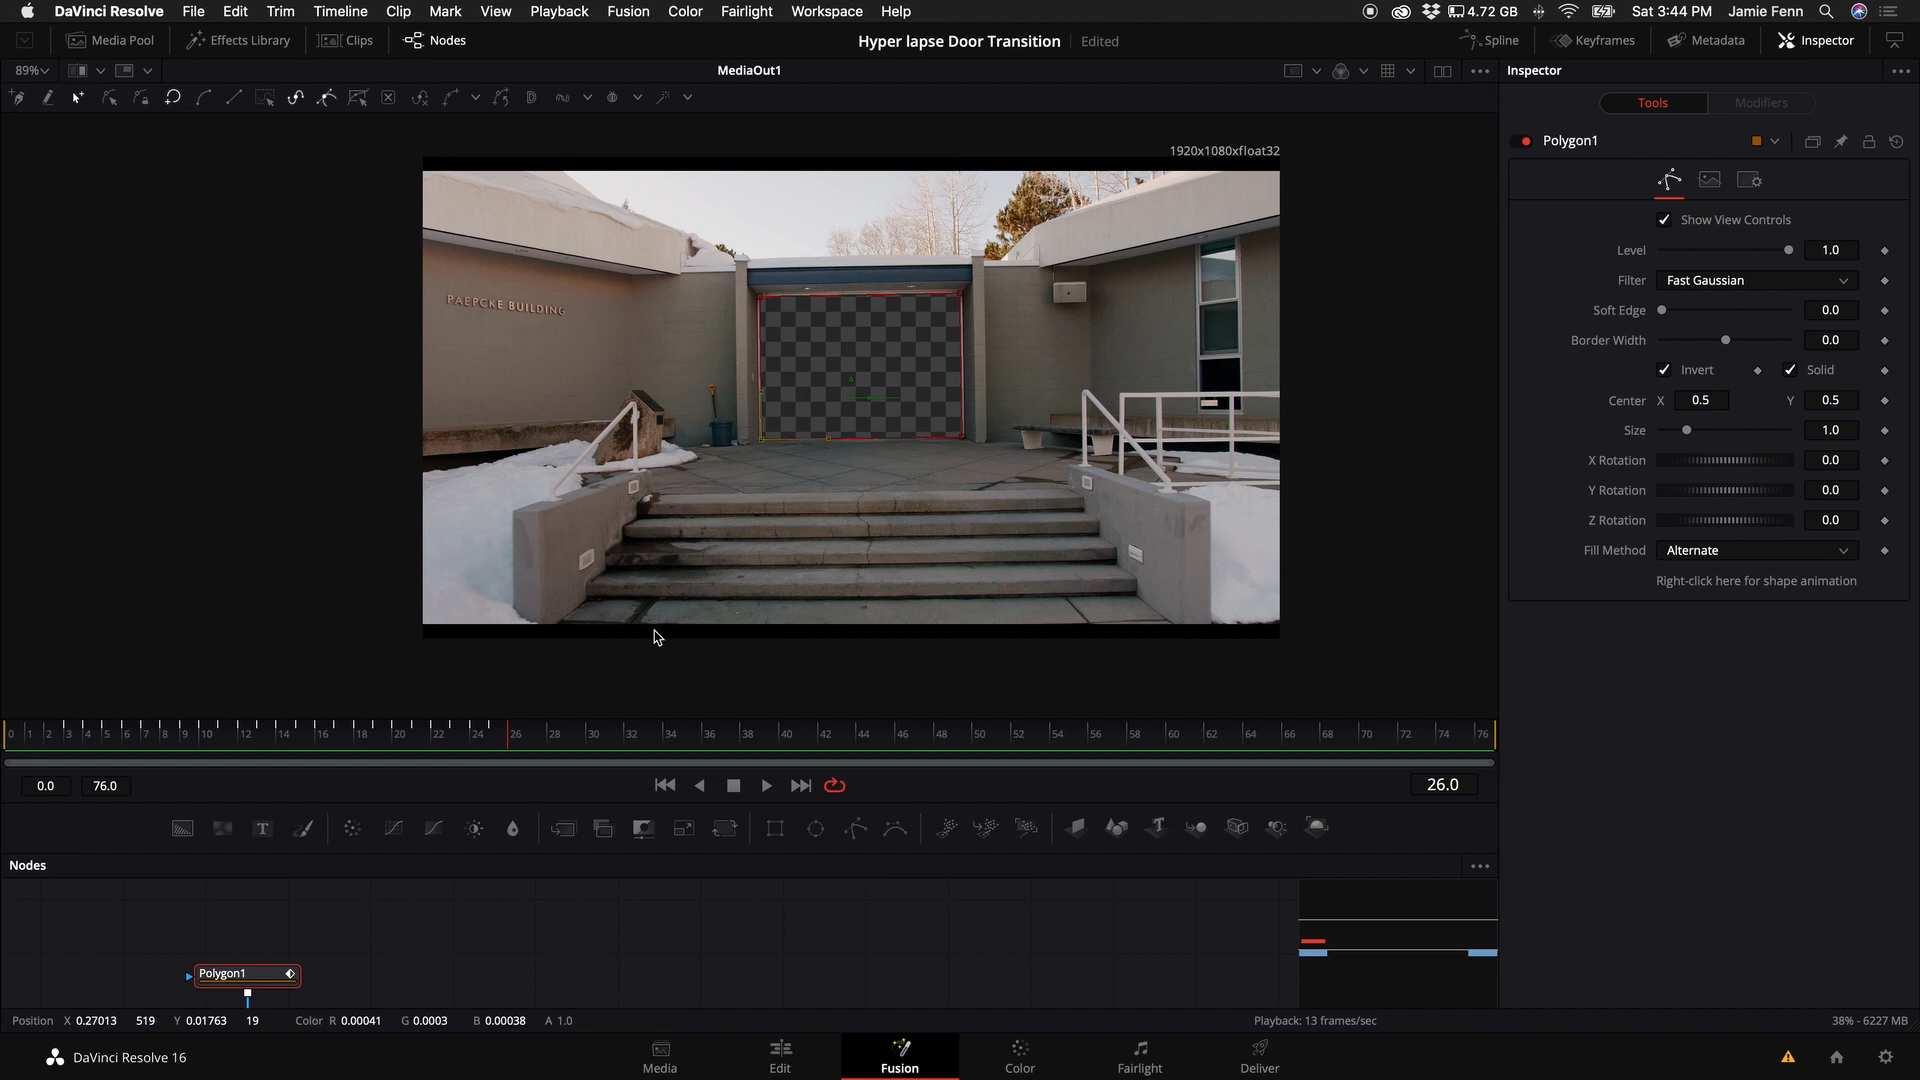 DaVinci Resolve File Edit Trim Timeline Clip Mark View Playback Fusion Color Fairlight Workspace Help 4.72 GB Sat 3:44 PM Jamie Fenn
Media Pool Effects Library Clips Nodes Hyper lapse Door Transition Edited Spline Keyframes Metadata Inspector
89% MediaOut1 Inspector
Tools Modifiers
Polygon1
1920x1080xfloat32
PAEPCKE BUILDING
Show View Controls
Level 1.0
Filter Fast Gaussian
Soft Edge 0.0
Border Width 0.0
Invert Solid
Center X 0.5 Y 0.5
Size 1.0
X Rotation 0.0
Y Rotation 0.0
Z Rotation 0.0
Fill Method Alternate
Right-click here for shape animation
0 1 2 3 4 5 6 7 8 9 10 12 14 16 18 20 22 24 26 28 30 32 34 36 38 40 42 44 46 48 50 52 54 56 58 60 62 64 66 68 70 72 74 76
0.0 76.0 26.0
Nodes
Polygon1
Position X 0.27013 519 Y 0.01763 19 Color R 0.00041 G 0.0003 B 0.00038 A 1.0 Playback: 13 frames/sec 38% - 6227 MB
DaVinci Resolve 16 Media Edit Fusion Color Fairlight Deliver